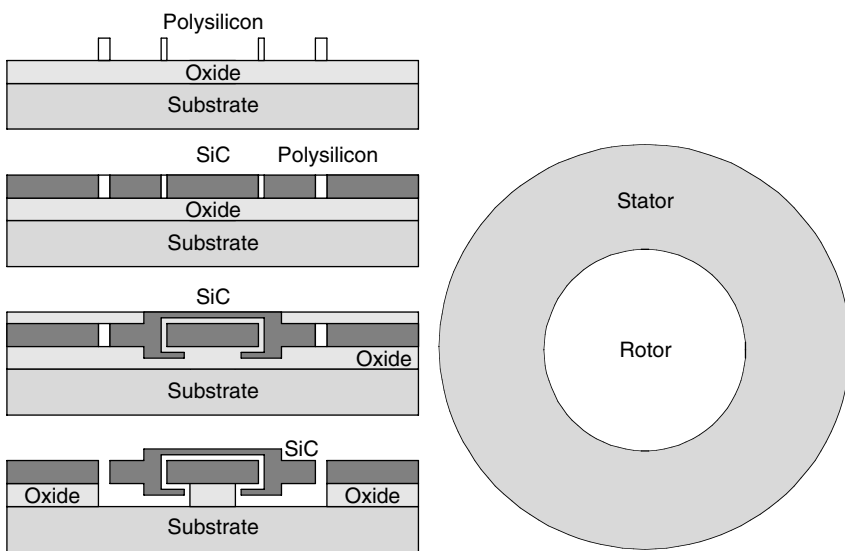 Polysilicon
Oxide
Substrate
SiC Polysilicon
Oxide
Substrate
SiC
Oxide
Substrate
SiC
Oxide Oxide
Substrate
Stator
Rotor